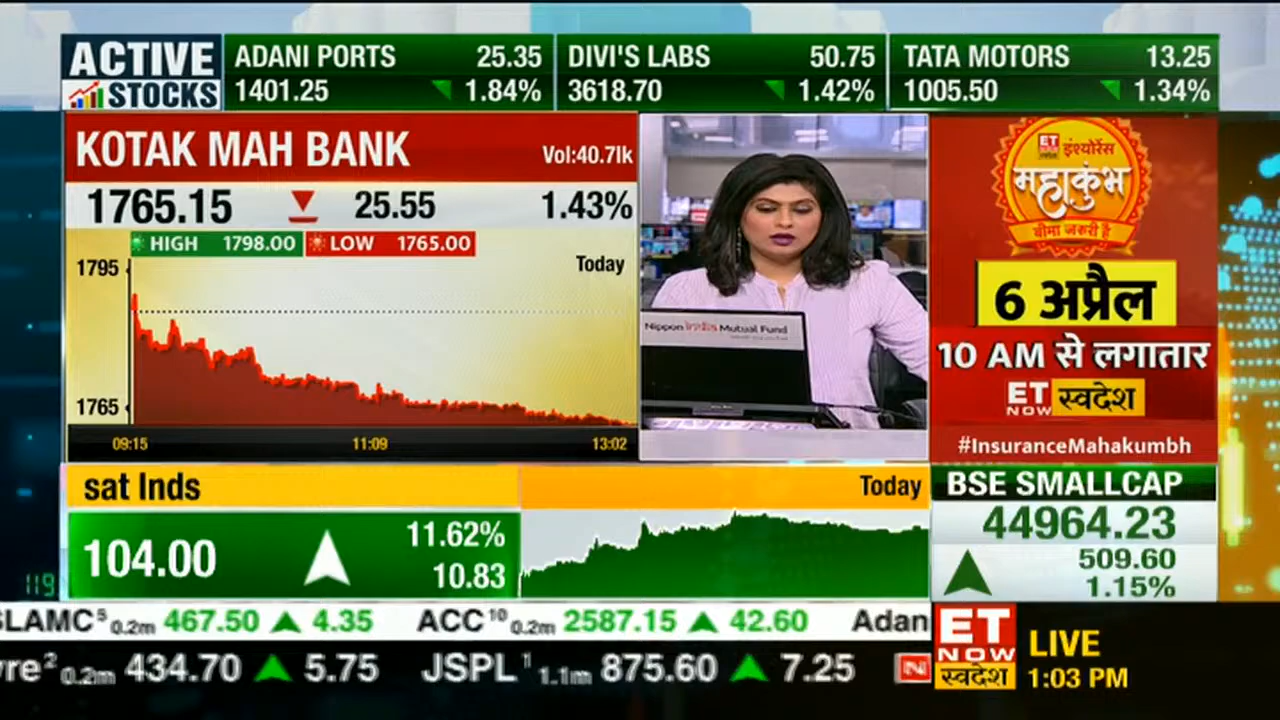 ACTIVE STOCKS
ADANI PORTS 25.35
1401.25 1.84%
DIVI'S LABS 50.75
3618.70 1.42%
TATA MOTORS 13.25
1005.50 1.34%
KOTAK MAH BANK Vol:40.7lk
1765.15 25.55 1.43%
HIGH 1798.00 LOW 1765.00
Today
1795
1765
09:15 11:09 13:02
Nippon India Mutual Fund
ET NOW इंश्योरेंस
महाकुंभ
बीमा जरूरी है
6 अप्रैल
10 AM से लगातार
ET NOW स्वदेश
#InsuranceMahakumbh
sat Inds Today
104.00
11.62%
10.83
BSE SMALLCAP
44964.23
509.60
1.15%
119
SLAMC 5 0.2m 467.50 4.35 ACC 10 0.2m 2587.15 42.60 Adan
yre 2 0.2m 434.70 5.75 JSPL 1 1.1m 875.60 7.25 N
ET NOW स्वदेश
LIVE
1:03 PM